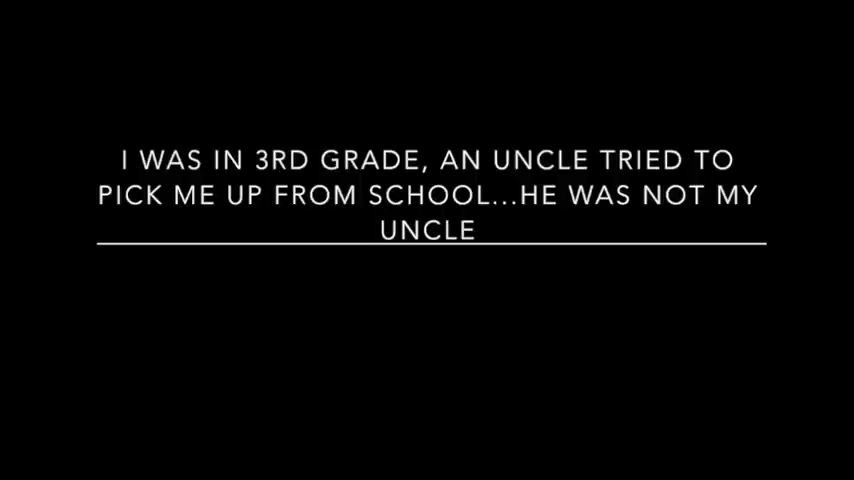 I WAS IN 3RD GRADE, AN UNCLE TRIED TO
PICK ME UP FROM SCHOOL...HE WAS NOT MY
UNCLE